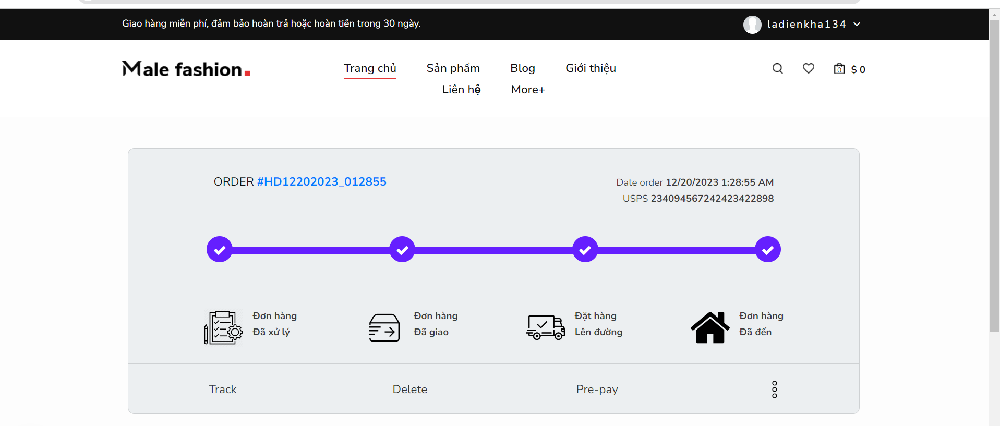 Giao hàng miễn phí, đảm bảo hoàn trả hoặc hoàn tiền trong 30 ngày.
ladienkha134
Male fashion.
Trang chủ Sản phẩm Blog Giới thiệu
Liên hệ More+
0 $ 0
ORDER #HD12202023_012855
Date order 12/20/2023 1:28:55 AM
USPS 234094567242423422898
Đơn hàng
Đã xử lý
Đơn hàng
Đã giao
Đặt hàng
Lên đường
Đơn hàng
Đã đến
Track Delete Pre-pay